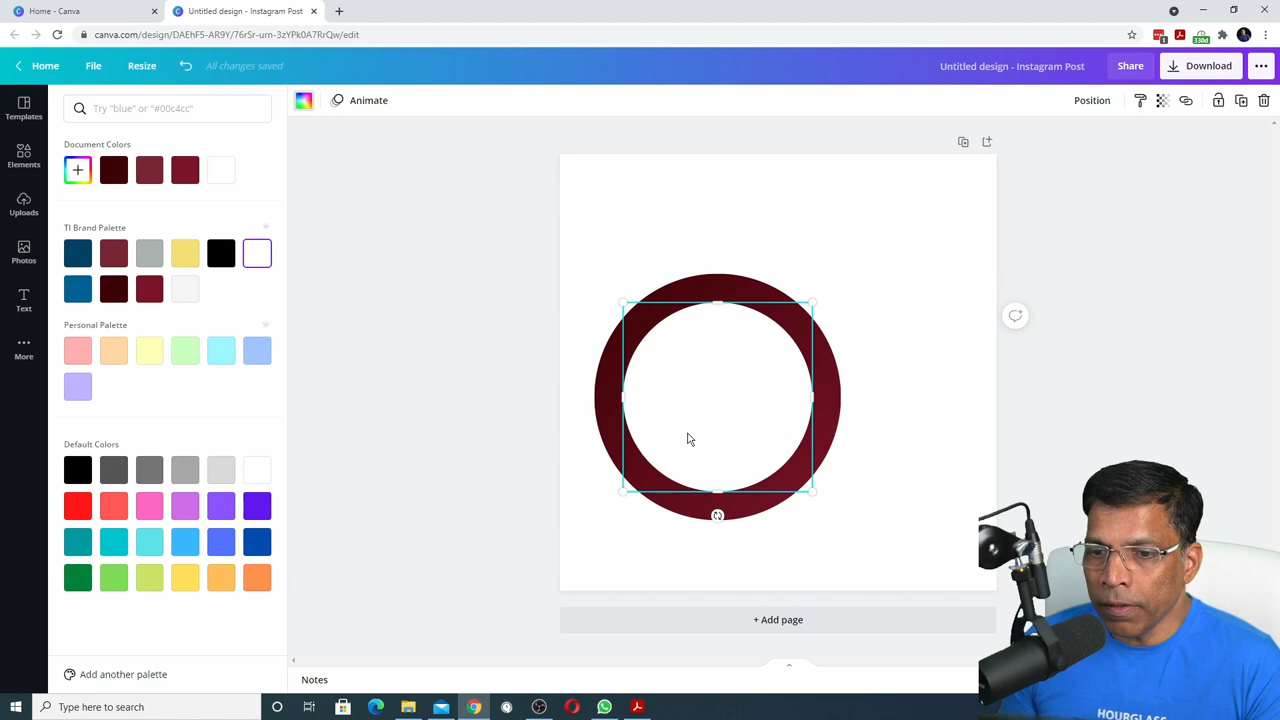 Home - Canva
Untitled design - Instagram Post
canva.com/design/DAEhF5-AR9Y/76rSr-urn-3zYPk0A7RrQw/edit
1
330d
Home
File
Resize
All changes saved
Untitled design - Instagram Post
Share
Download
Templates
Elements
Uploads
Photos
Text
More
Try "blue" or "#00c4cc"
Animate
Position
Document Colors
TI Brand Palette
Personal Palette
Default Colors
Add another palette
+ Add page
Notes
Type here to search
HOURGLASS